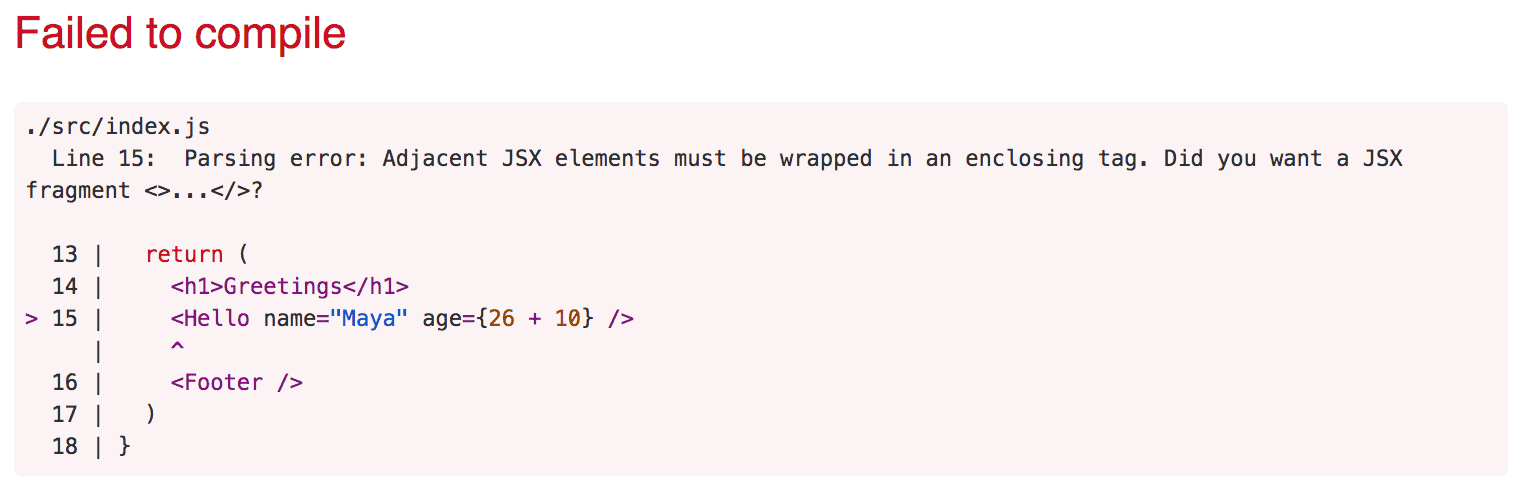 Failed to compile
./src/index.js
  Line 15:  Parsing error: Adjacent JSX elements must be wrapped in an enclosing tag. Did you want a JSX
fragment <>...</>?
  13 |   return (
  14 |     <h1>Greetings</h1>
> 15 |     <Hello name="Maya" age={26 + 10} />
     |     ^
  16 |     <Footer />
  17 |   )
  18 | }